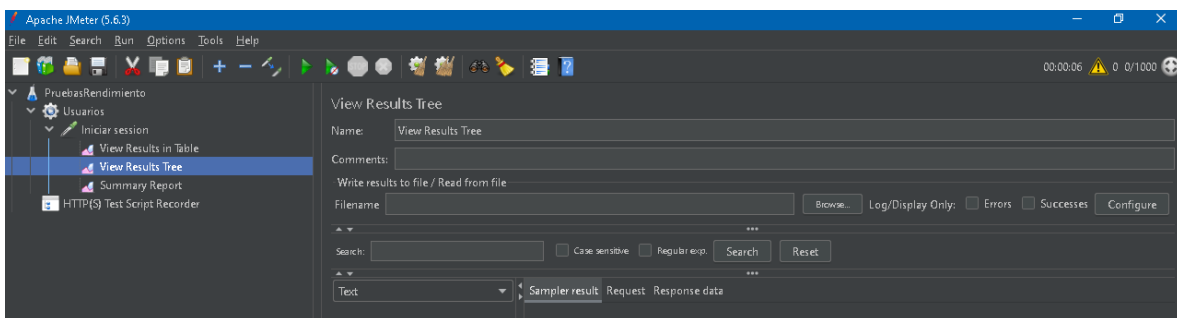 Apache JMeter (5.6.3)
File Edit Search Run Options Tools Help
00:00:06 0 0/1000
PruebasRendimiento
Usuarios
Iniciar session
View Results in Table
View Results Tree
Summary Report
HTTP(S) Test Script Recorder
View Results Tree
Name: View Results Tree
Comments:
Write results to file / Read from file
Filename Browse... Log/Display Only: Errors Successes Configure
Search: Case sensitive Regular exp. Search Reset
Text Sampler result Request Response data